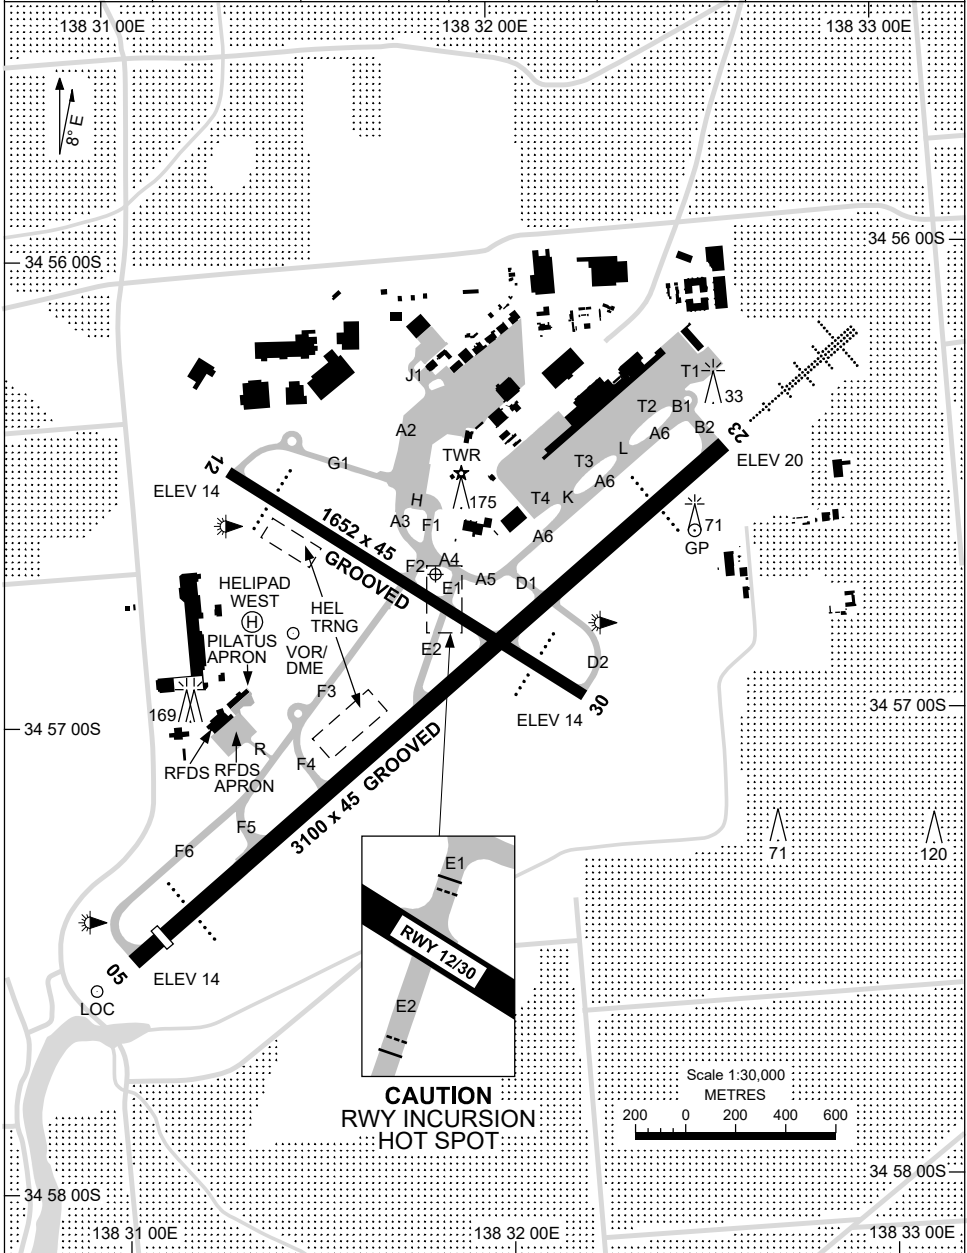 138 31 00E
138 32 00E
138 33 00E
8° E
34 56 00S
34 56 00S
J1
T1
33
T2
B1
A2
A6
B2
23
TWR
L
ELEV 20
12
G1
T3
ELEV 14
A6
175
T4
K
H
A3
F1
71
1652 x 45
GROOVED
A6
GP
A4
F2
A5
D1
E1
HELIPAD
WEST
H
HEL
TRNG
PILATUS
APRON
VOR/
DME
E2
D2
F3
169
30
ELEV 14
34 57 00S
34 57 00S
R
F4
RFDS
RFDS
APRON
3100 x 45 GROOVED
F5
F6
71
120
E1
RWY 12/30
05
ELEV 14
LOC
E2
CAUTION
RWY INCURSION
HOT SPOT
Scale 1:30,000
METRES
200 0 200 400 600
34 58 00S
34 58 00S
138 31 00E
138 32 00E
138 33 00E